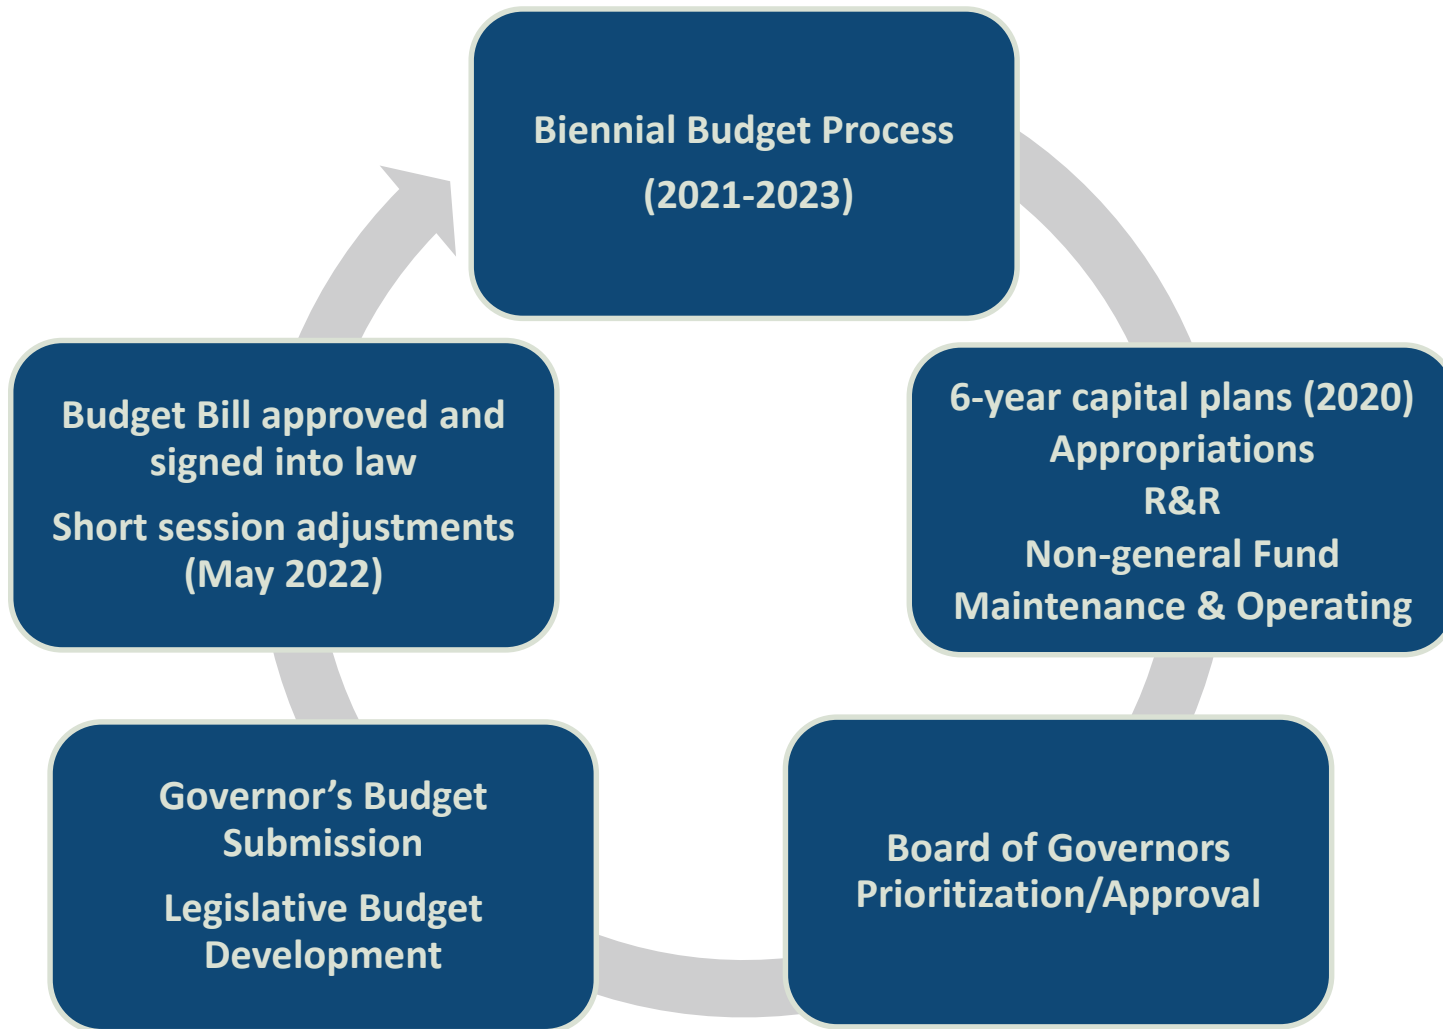 Biennial Budget Process
(2021-2023)
6-year capital plans (2020)
Appropriations
R&R
Non-general Fund
Maintenance & Operating
Board of Governors
Prioritization/Approval
Governor’s Budget
Submission
Legislative Budget
Development
Budget Bill approved and
signed into law
Short session adjustments
(May 2022)